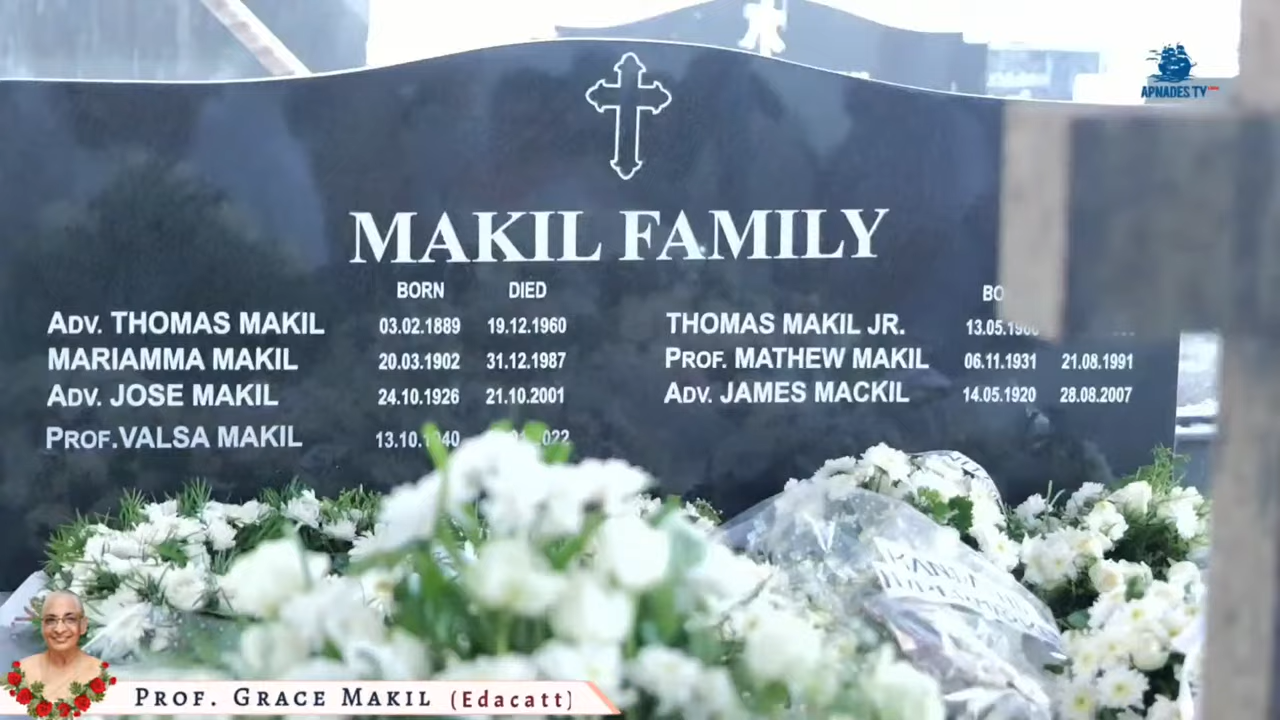 APNADES TV
MAKIL FAMILY
BORN DIED
ADV. THOMAS MAKIL 03.02.1889 19.12.1960
MARIAMMA MAKIL 20.03.1902 31.12.1987
ADV. JOSE MAKIL 24.10.1926 21.10.2001
PROF.VALSA MAKIL
THOMAS MAKIL JR.
PROF. MATHEW MAKIL 06.11.1931 21.08.1991
ADV. JAMES MACKIL 14.05.1920 28.08.2007
PROF. GRACE MAKIL (Edacatt)